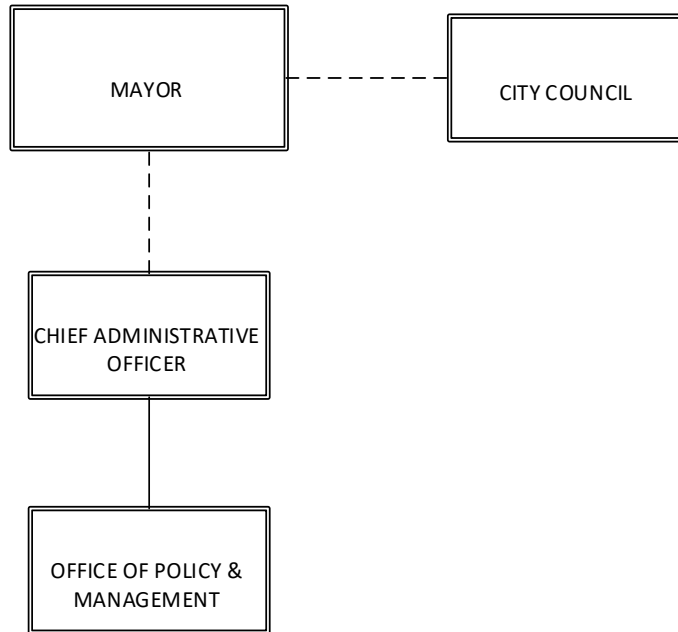 MAYOR
CITY COUNCIL
CHIEF ADMINISTRATIVE
OFFICER
OFFICE OF POLICY &
MANAGEMENT